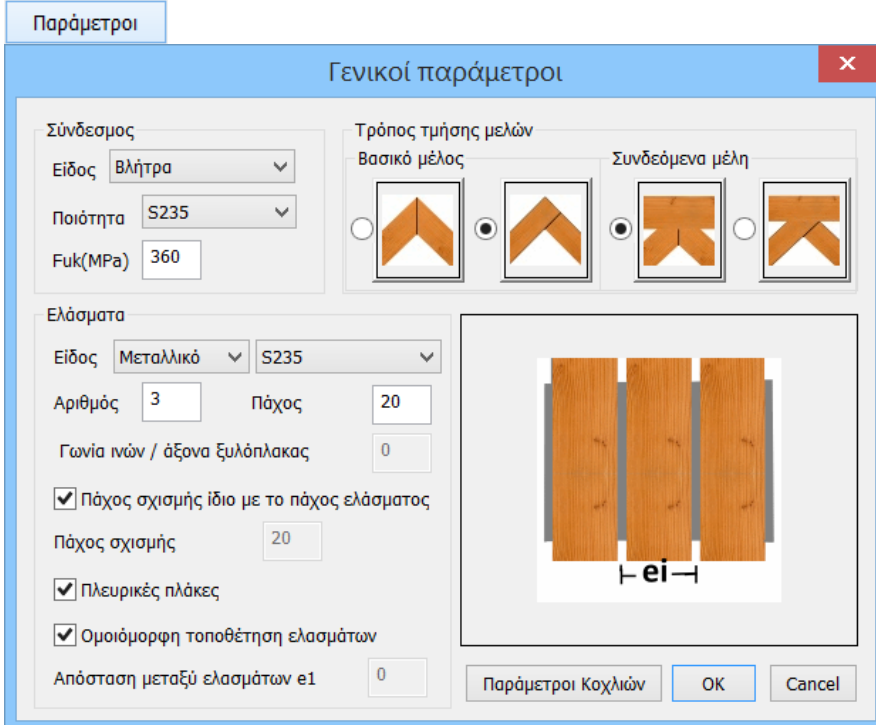 Παράμετροι
Γενικοί παράμετροι
Σύνδεσμος
Είδος Βλήτρα
Ποιότητα S235
Fuk(MPa) 360
Τρόπος τμήσης μελών
Βασικό μέλος
Συνδεόμενα μέλη
Ελάσματα
Είδος Μεταλλικό S235
Αριθμός 3 Πάχος 20
Γωνία ινών / άξονα ξυλόπλακας 0
Πάχος σχισμής ίδιο με το πάχος ελάσματος
Πάχος σχισμής 20
Πλευρικές πλάκες
Ομοιόμορφη τοποθέτηση ελασμάτων
Απόσταση μεταξύ ελασμάτων e1 0
ei
Παράμετροι Κοχλιών OK Cancel